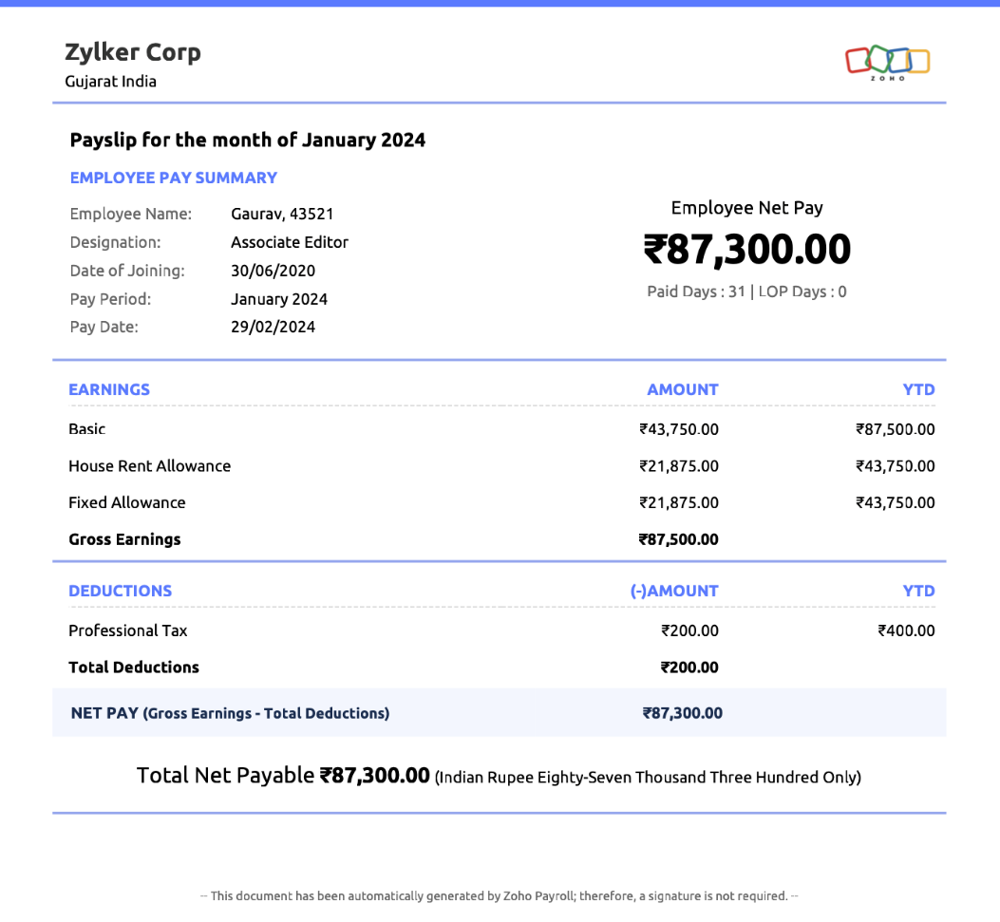 Zylker Corp
Gujarat India
ZOHO
Payslip for the month of January 2024
EMPLOYEE PAY SUMMARY
Employee Name: Gaurav, 43521
Designation: Associate Editor
Date of Joining: 30/06/2020
Pay Period: January 2024
Pay Date: 29/02/2024
Employee Net Pay
₹87,300.00
Paid Days : 31 | LOP Days : 0
EARNINGS AMOUNT YTD
Basic ₹43,750.00 ₹87,500.00
House Rent Allowance ₹21,875.00 ₹43,750.00
Fixed Allowance ₹21,875.00 ₹43,750.00
Gross Earnings ₹87,500.00
DEDUCTIONS (-)AMOUNT YTD
Professional Tax ₹200.00 ₹400.00
Total Deductions ₹200.00
NET PAY (Gross Earnings - Total Deductions) ₹87,300.00
Total Net Payable ₹87,300.00 (Indian Rupee Eighty-Seven Thousand Three Hundred Only)
-- This document has been automatically generated by Zoho Payroll; therefore, a signature is not required. --